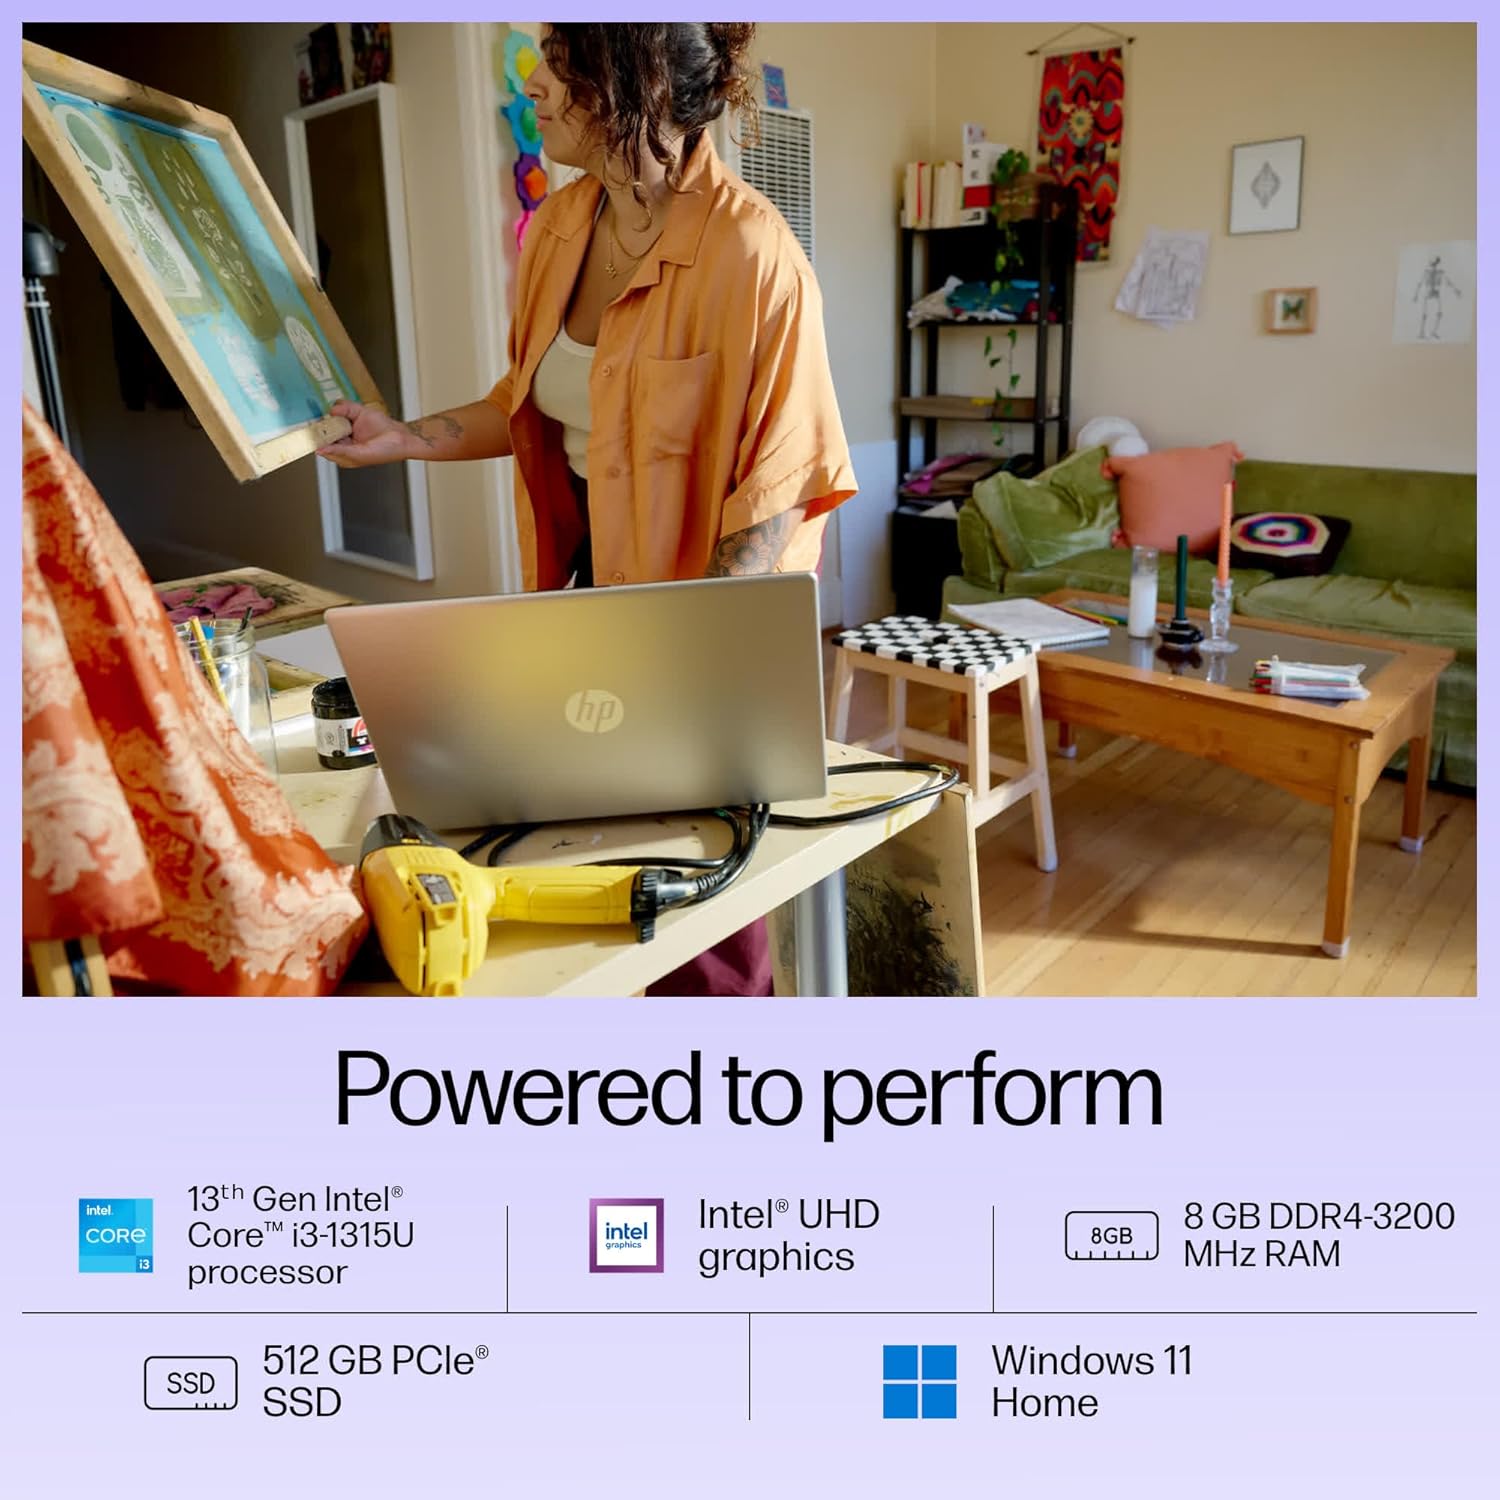 hp
Powered to perform
intel.
CORE
i3
13th Gen Intel®
Core™ i3-1315U
processor
intel
graphics
Intel® UHD
graphics
8GB
8 GB DDR4-3200
MHz RAM
SSD
512 GB PCIe®
SSD
Windows 11
Home